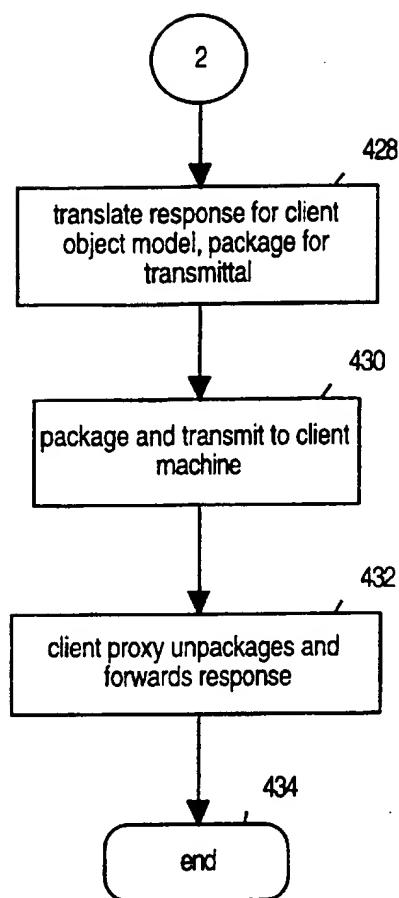 2
428
translate response for client
object model, package for
transmittal
430
package and transmit to client
machine
432
client proxy unpackages and
forwards response
434
end